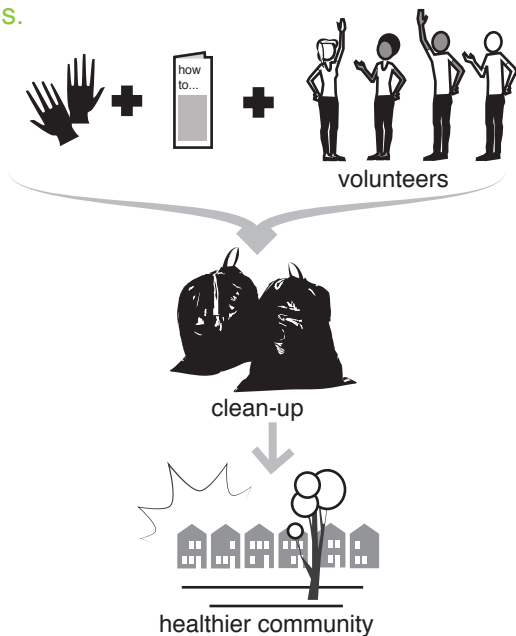 s.
how
to...
volunteers
clean-up
healthier community